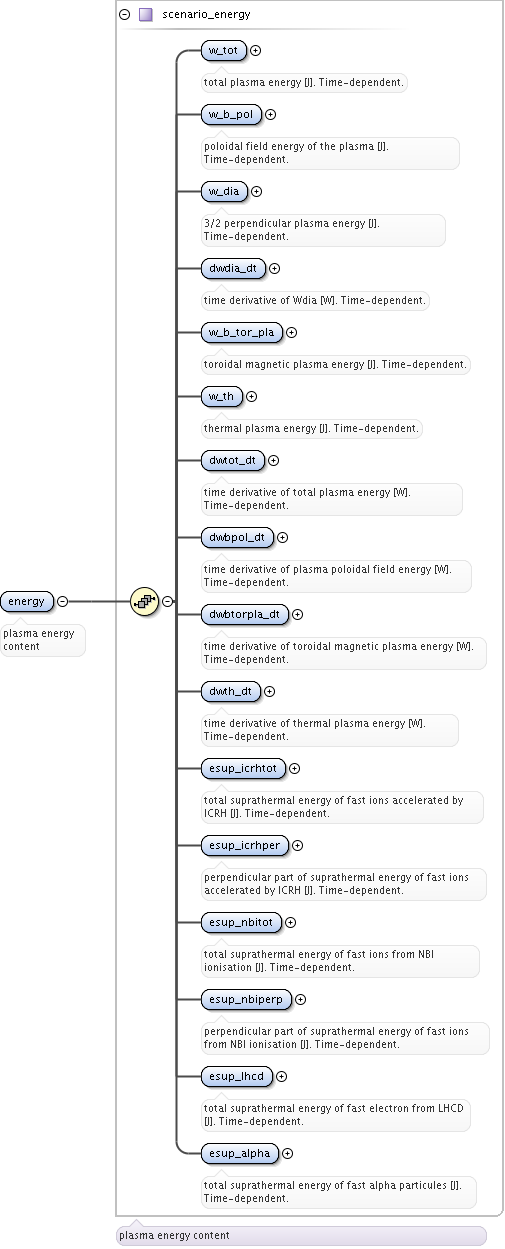 scenario_energy
w_tot
total plasma energy [J]. Time-dependent.
w_b_pol
poloidal field energy of the plasma [J].
Time-dependent.
w_dia
3/2 perpendicular plasma energy [J].
Time-dependent.
dwdia_dt
time derivative of Wdia [W]. Time-dependent.
w_b_tor_pla
toroidal magnetic plasma energy [J]. Time-dependent.
w_th
thermal plasma energy [J]. Time-dependent.
dwtot_dt
time derivative of total plasma energy [W].
Time-dependent.
dwbpol_dt
time derivative of plasma poloidal field energy [W].
Time-dependent.
energy
plasma energy
content
dwbtorpla_dt
time derivative of toroidal magnetic plasma energy [W].
Time-dependent.
dwth_dt
time derivative of thermal plasma energy [W].
Time-dependent.
esup_icrhtot
total suprathermal energy of fast ions accelerated by
ICRH [J]. Time-dependent.
esup_icrhper
perpendicular part of suprathermal energy of fast ions
accelerated by ICRH [J]. Time-dependent.
esup_nbitot
total suprathermal energy of fast ions from NBI
ionisation [J]. Time-dependent.
esup_nbiperp
perpendicular part of suprathermal energy of fast ions
from NBI ionisation [J]. Time-dependent.
esup_lhcd
total suprathermal energy of fast electron from LHCD
[J]. Time-dependent.
esup_alpha
total suprathermal energy of fast alpha particules [J].
Time-dependent.
plasma energy content